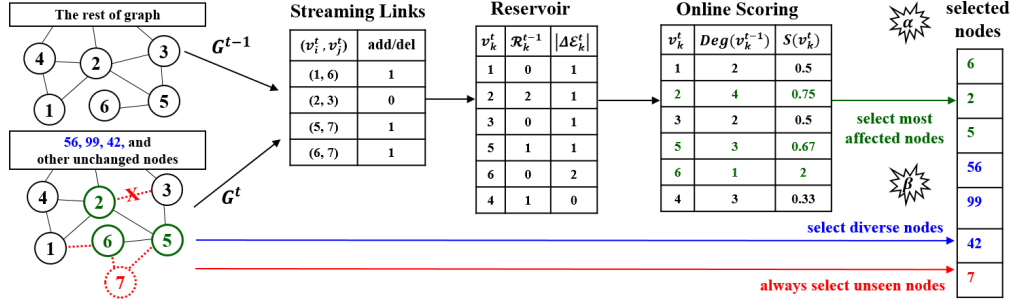 The rest of graph
4
2
3
1
6
5
G^{t-1}
56, 99, 42, and
other unchanged nodes
4
2
X
3
1
6
5
7
G^t
Streaming Links
(v_i^t, v_j^t) add/del
(1, 6) 1
(2, 3) 0
(5, 7) 1
(6, 7) 1
Reservoir
v_k^t ℛ_k^{t-1} |Δℰ_k^t|
1 0 1
2 2 1
3 0 1
5 1 1
6 0 2
4 1 0
Online Scoring
v_k^t Deg(v_k^{t-1}) S(v_k^t)
1 2 0.5
2 4 0.75
3 2 0.5
5 3 0.67
6 1 2
4 3 0.33
α
select most
affected nodes
β
select diverse nodes
always select unseen nodes
selected
nodes
6
2
5
56
99
42
7